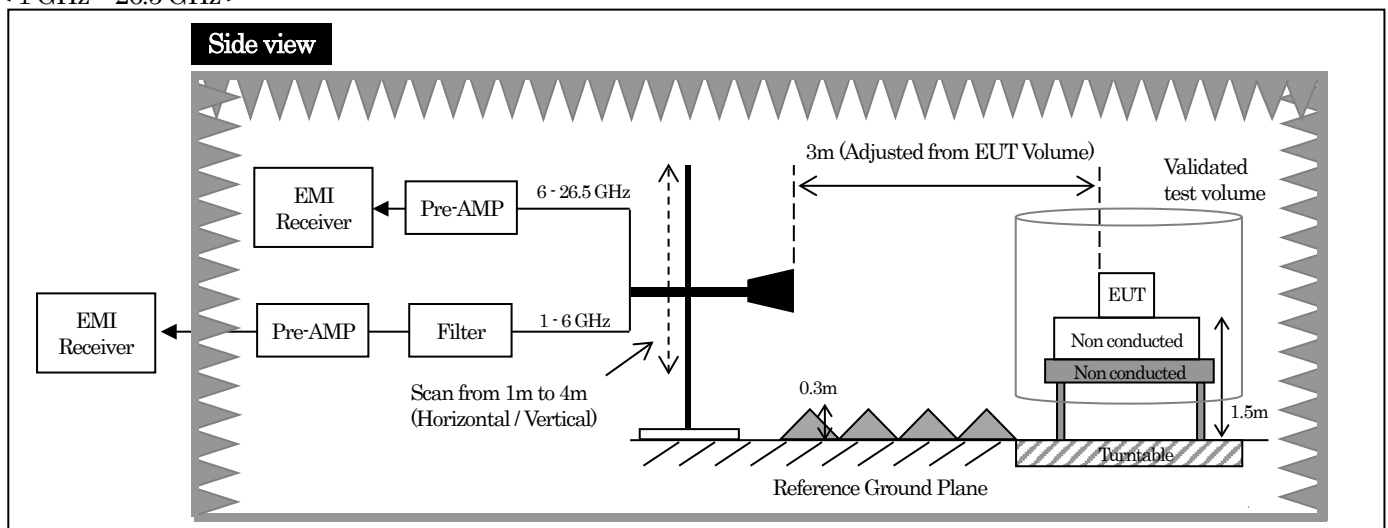 Side view
3m (Adjusted from EUT Volume)
Validated
test volume
EMI
Receiver
Pre-AMP
6 - 26.5 GHz
EUT
EMI
Receiver
Pre-AMP
Filter
1 - 6 GHz
Non conducted
Non conducted
Scan from 1m to 4m
(Horizontal / Vertical)
0.3m
1.5m
Turntable
Reference Ground Plane